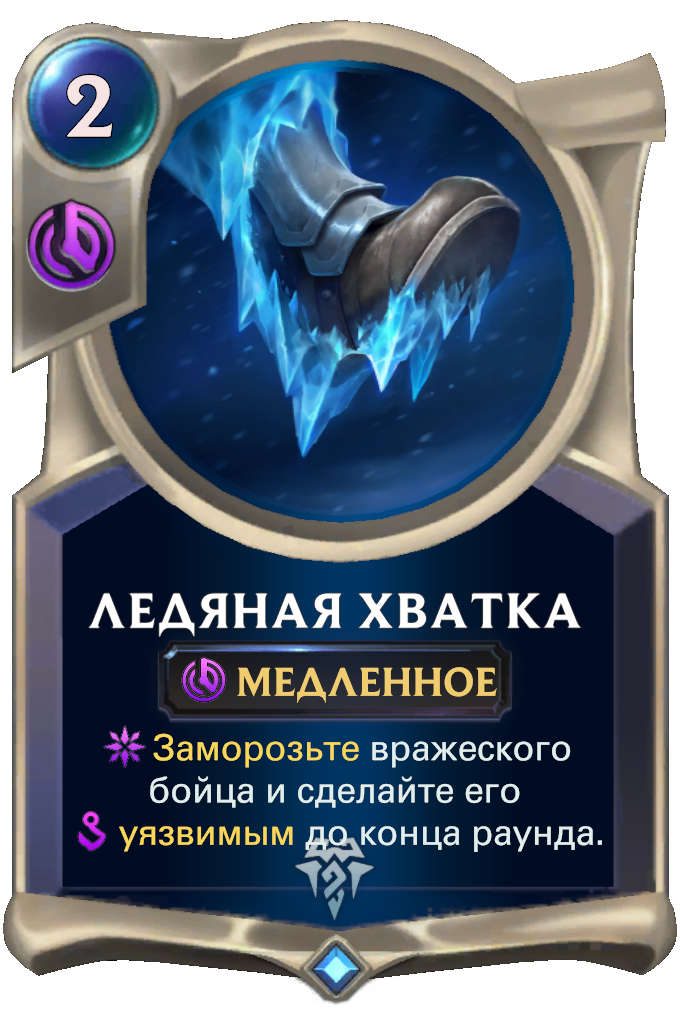 2
ЛЕДЯНАЯ ХВАТКА
МЕДЛЕННОЕ
Заморозьте вражеского
бойца и сделайте его
уязвимым до конца раунда.